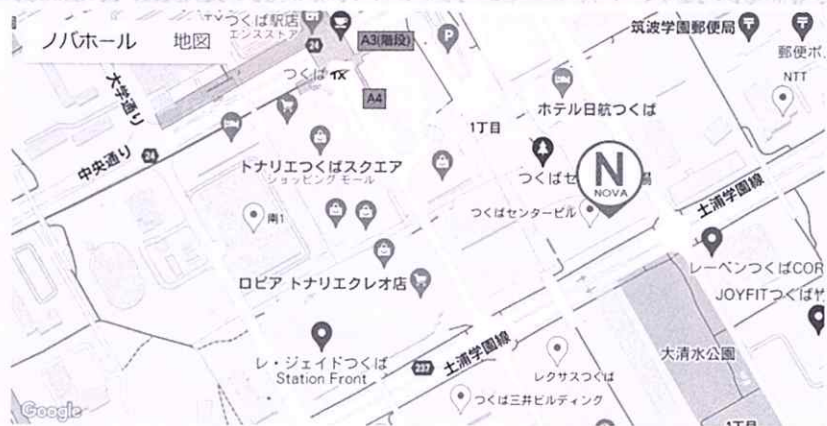 つくば駅店
エンスストア
ノバホール 地図
24
A3(階段)
P
筑波学園郵便局
郵便ポ
NTT
つくば TX
A4
大学通り
ホテル日航つくば
1丁目
中央通り
24
トナリエつくばスクエア
ショッピング モール
つくばセ
場
N
NOVA
南1
つくばセンタービル
土浦学園線
レーベンつくばCOR
ロピア トナリエクレオ店
JOYFITつくば竹
レ・ジェイドつくば
Station Front
237
土浦学園線
大清水公園
レクサスつくば
つくば三井ビルディング
Google
1丁目